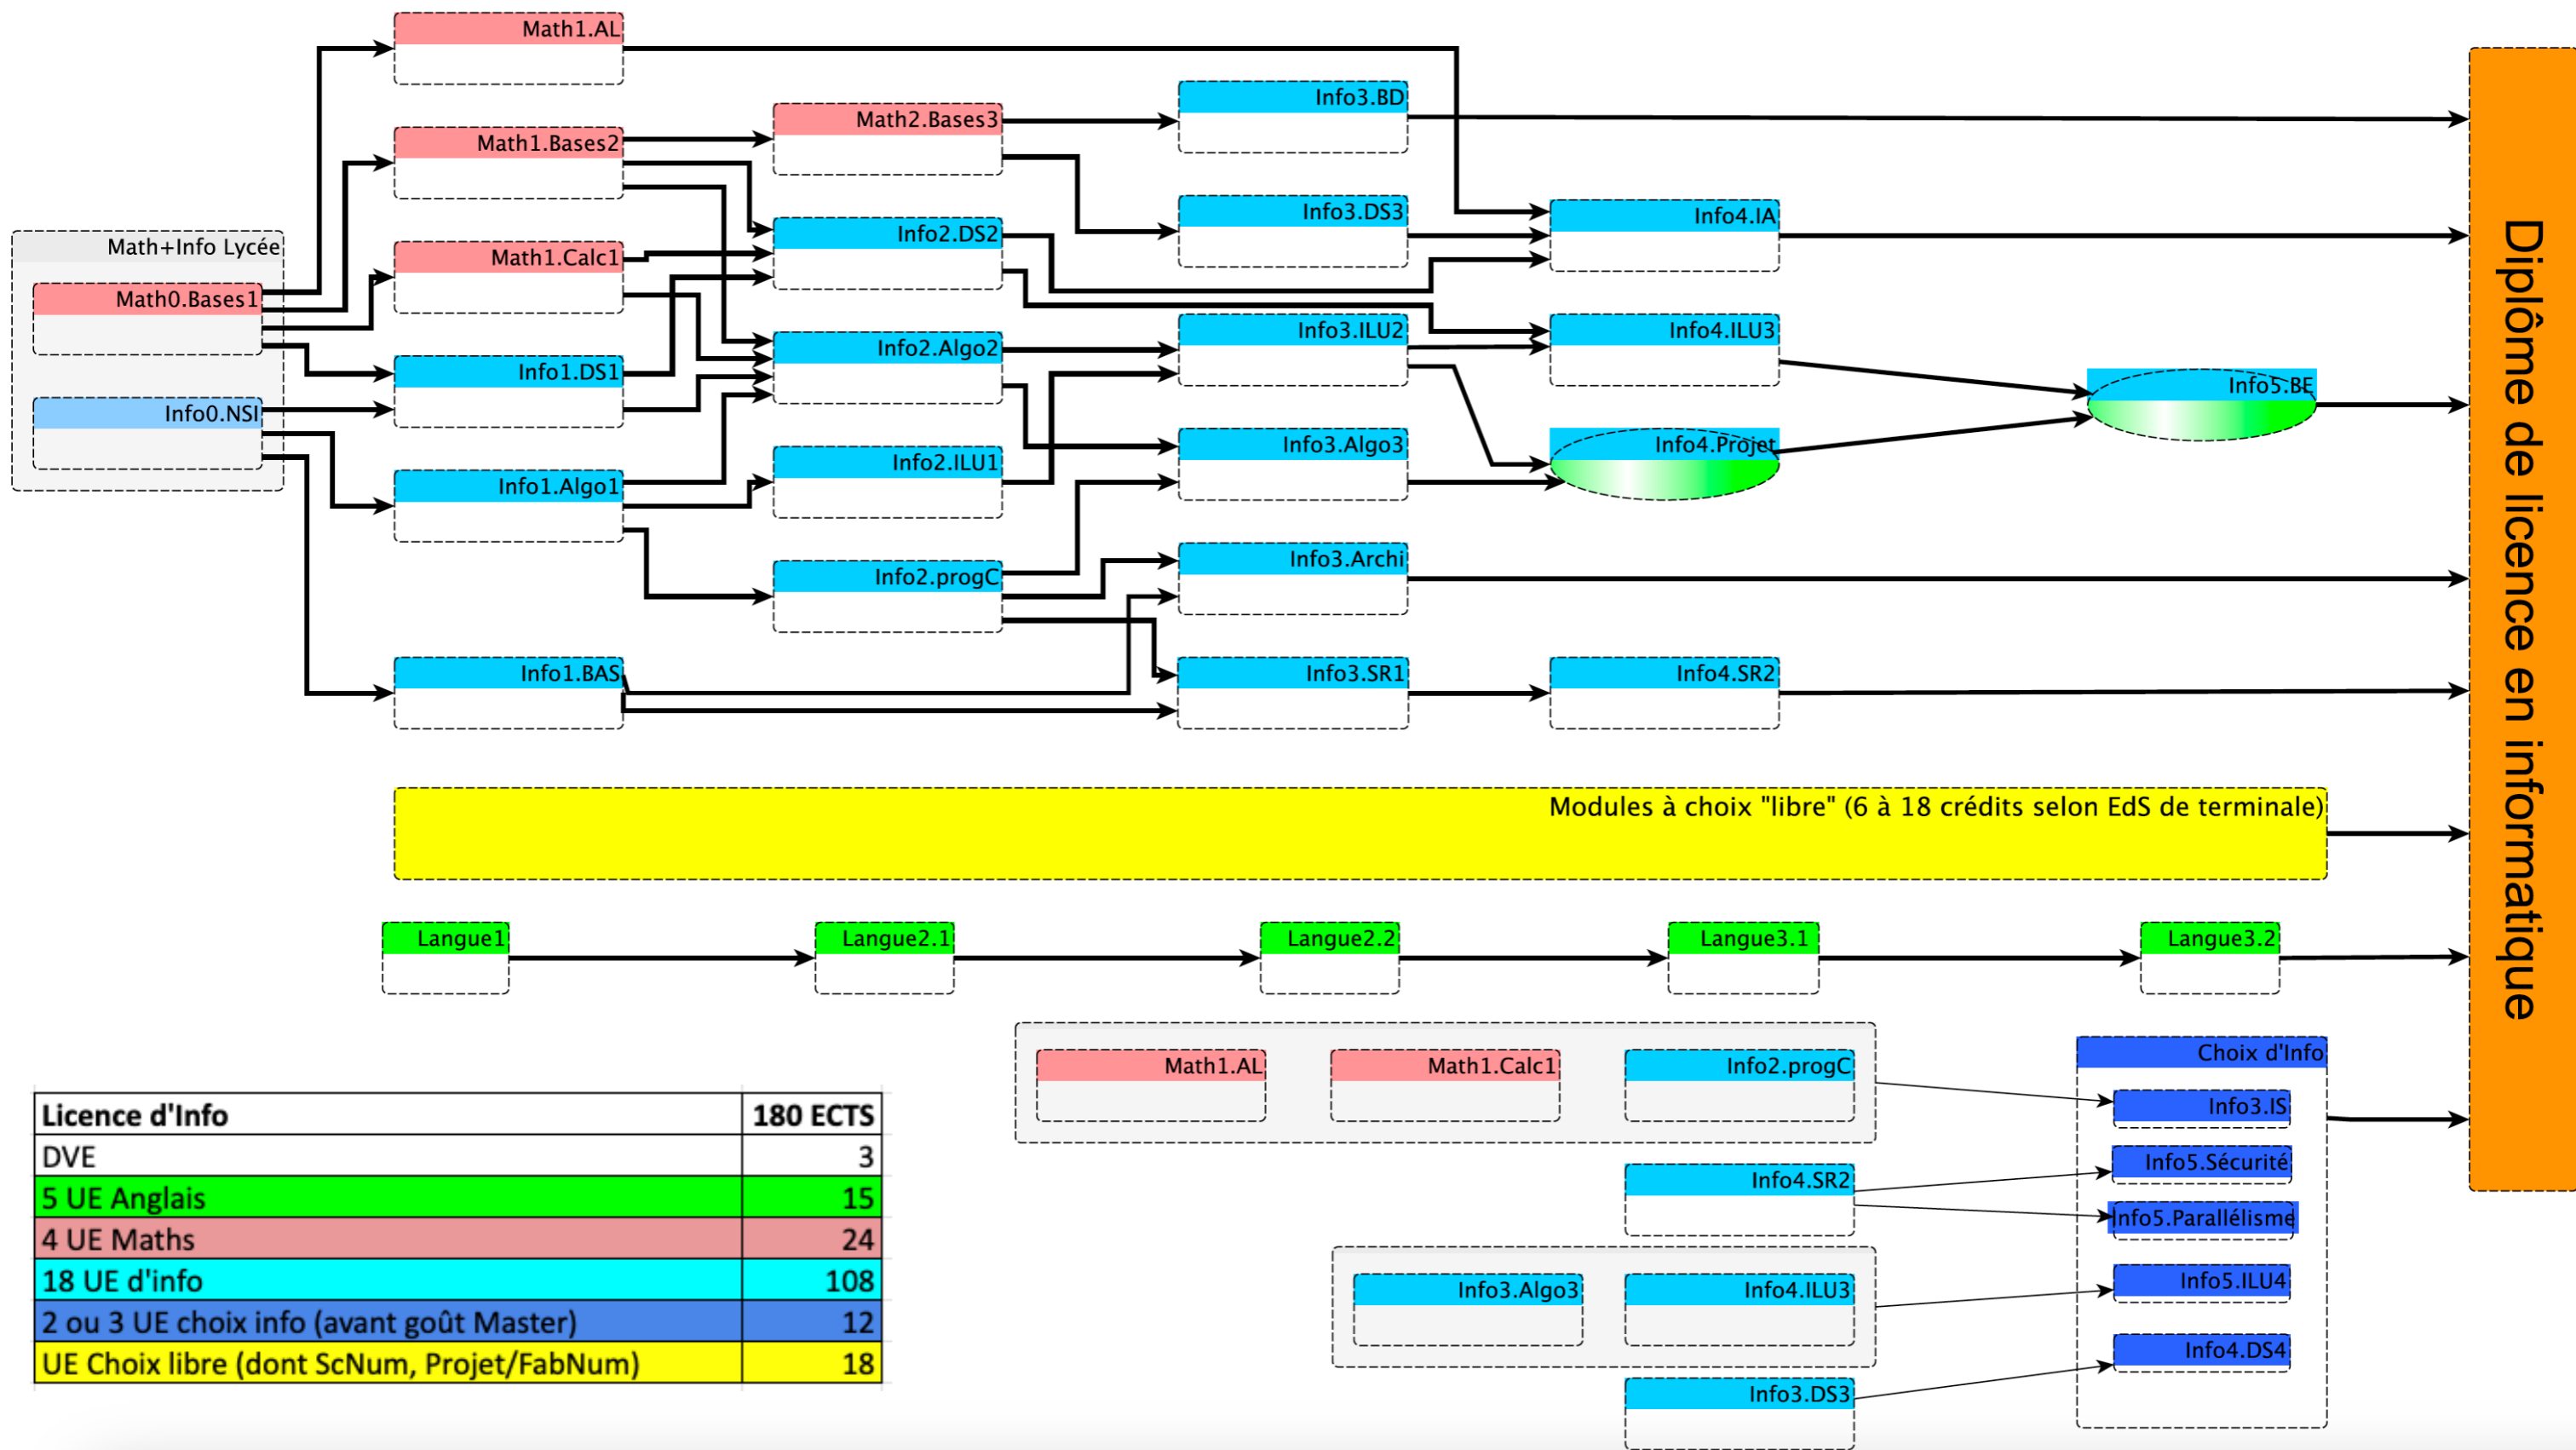 Math1.AL
Info3.BD
Math2.Bases3
Math1.Bases2
Info3.DS3
Info4.IA
Info2.DS2
Math+Info Lycée
Math1.Calc1
Math0.Bases1
Info3.ILU2
Info4.ILU3
Info2.Algo2
Info1.DS1
Info5.BE
Info0.NSI
Info3.Algo3
Info4.Projet
Info2.ILU1
Info1.Algo1
Info3.Archi
Info2.progC
Info1.BAS
Info3.SR1
Info4.SR2
Diplôme de licence en informatique
Modules à choix "libre" (6 à 18 crédits selon EdS de terminale)
Langue1
Langue2.1
Langue2.2
Langue3.1
Langue3.2
Math1.AL
Math1.Calc1
Info2.progC
Choix d'Info
Info3.IS
Info5.Sécurité
Info4.SR2
Info5.Parallélisme
Info5.ILU4
Info3.Algo3
Info4.ILU3
Info4.DS4
Info3.DS3
Licence d'Info 180 ECTS
DVE 3
5 UE Anglais 15
4 UE Maths 24
18 UE d'info 108
2 ou 3 UE choix info (avant goût Master) 12
UE Choix libre (dont ScNum, Projet/FabNum) 18